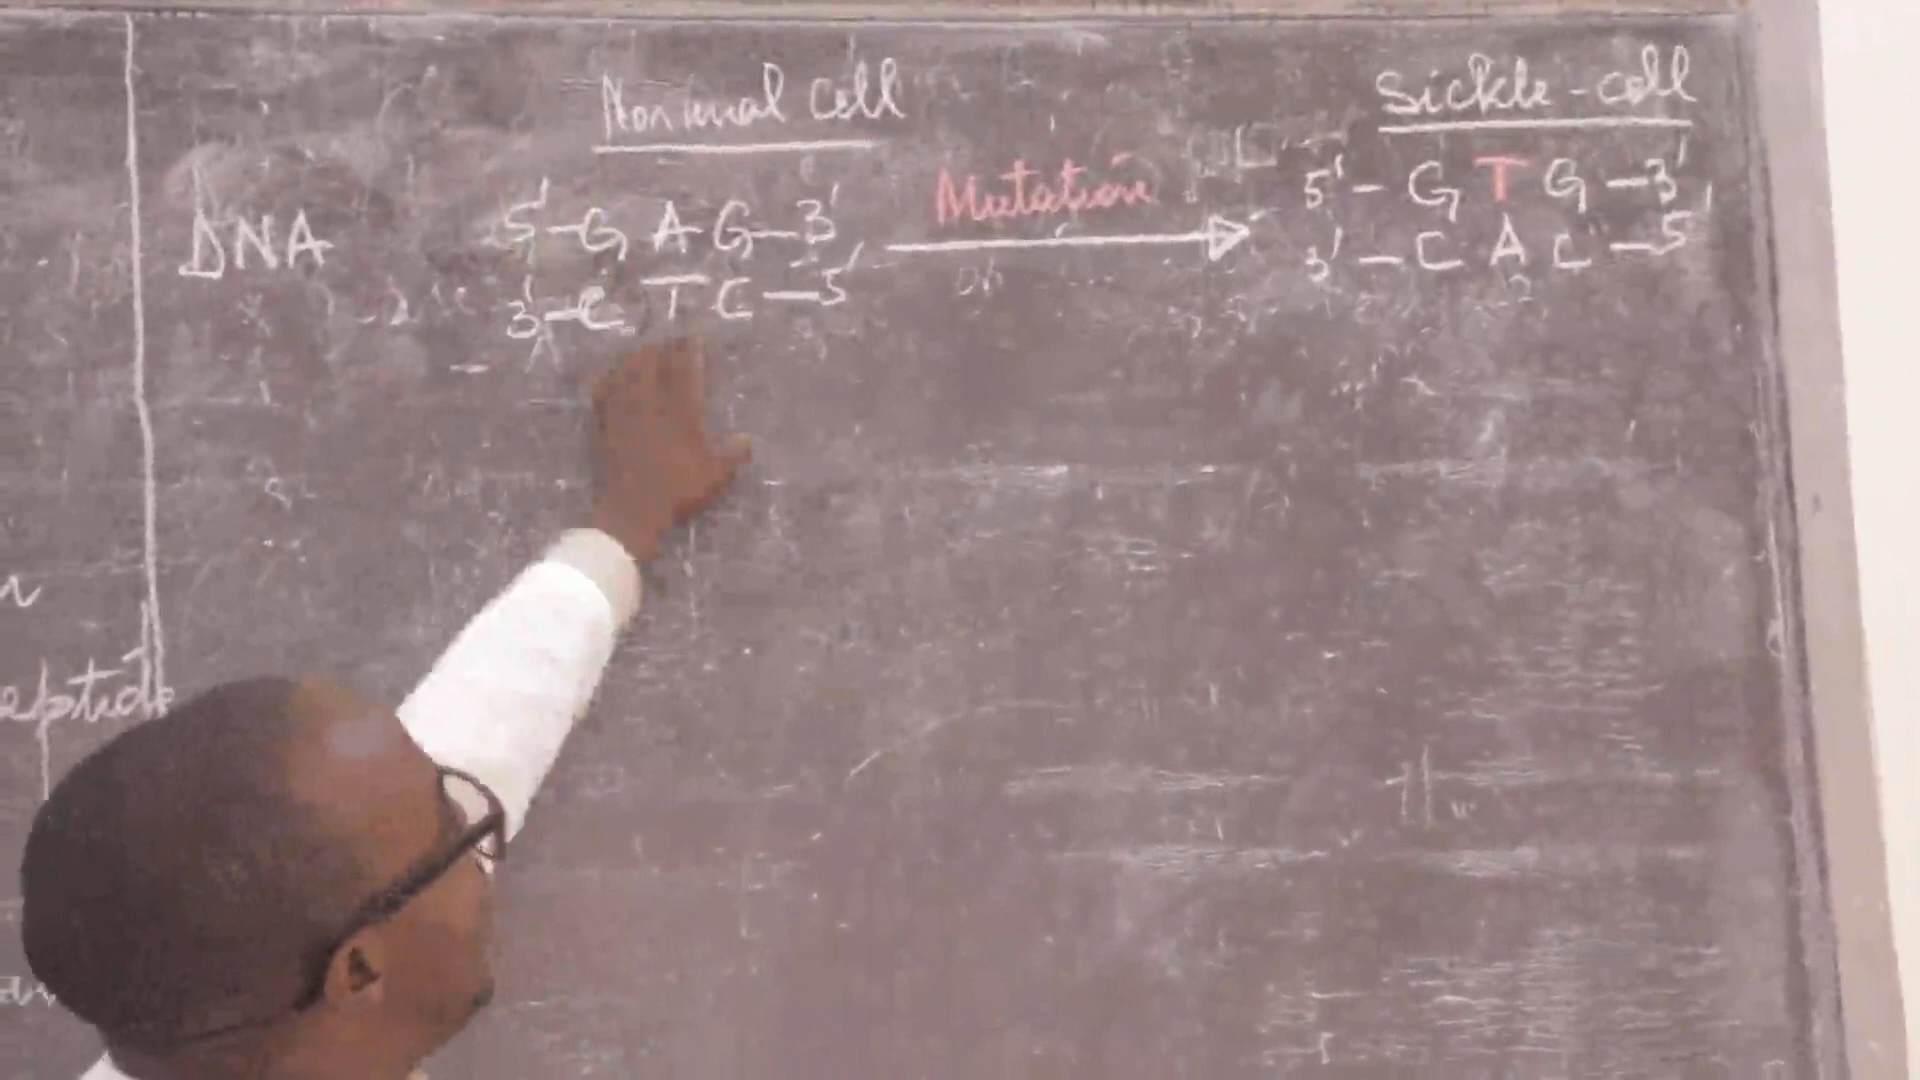 Normal cell
Sickle-cell
DNA
5'-G A G-3'
3'-C T C-5'
Mutation
5'-G T G-3'
3'-C A C-5'